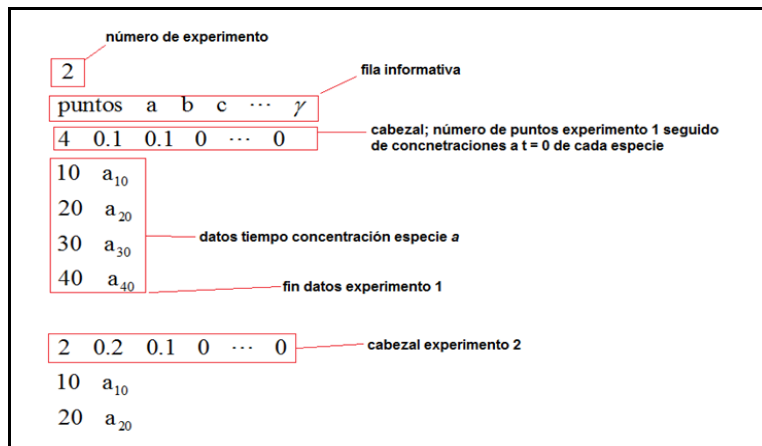 número de experimento
2
fila informativa
puntos a b c ... γ
4 0.1 0.1 0 ... 0
cabezal; número de puntos experimento 1 seguido
de concnetraciones a t = 0 de cada especie
10 a10
20 a20
30 a30
40 a40
datos tiempo concentración especie a
fin datos experimento 1
2 0.2 0.1 0 ... 0
cabezal experimento 2
10 a10
20 a20